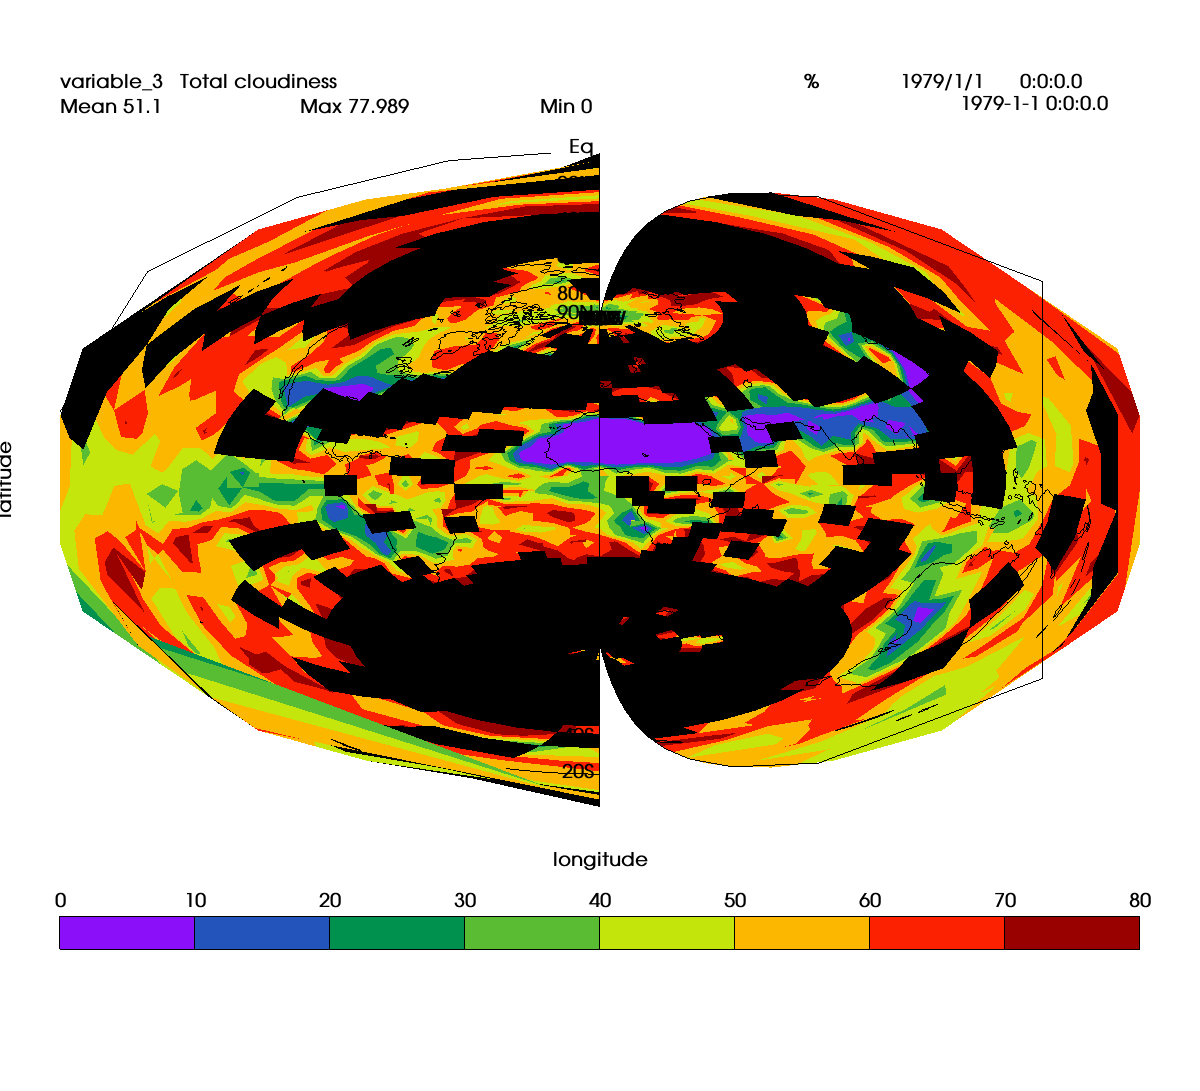 variable_3 Total cloudiness % 1979/1/1 0:0:0.0
Mean 51.1 Max 77.989 Min 0 1979-1-1 0:0:0.0
Eq
80N
90N
latitude
20S
longitude
0 10 20 30 40 50 60 70 80